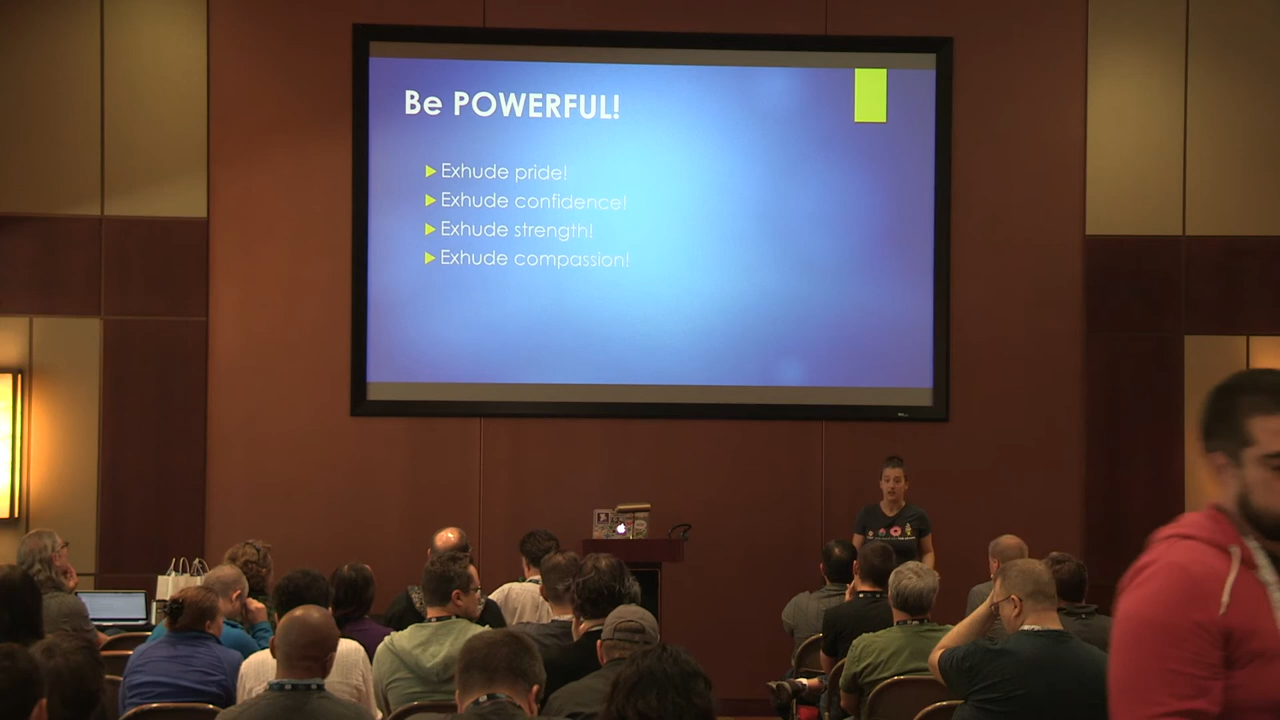 Be POWERFUL!
Exhude pride!
Exhude confidence!
Exhude strength!
Exhude compassion!